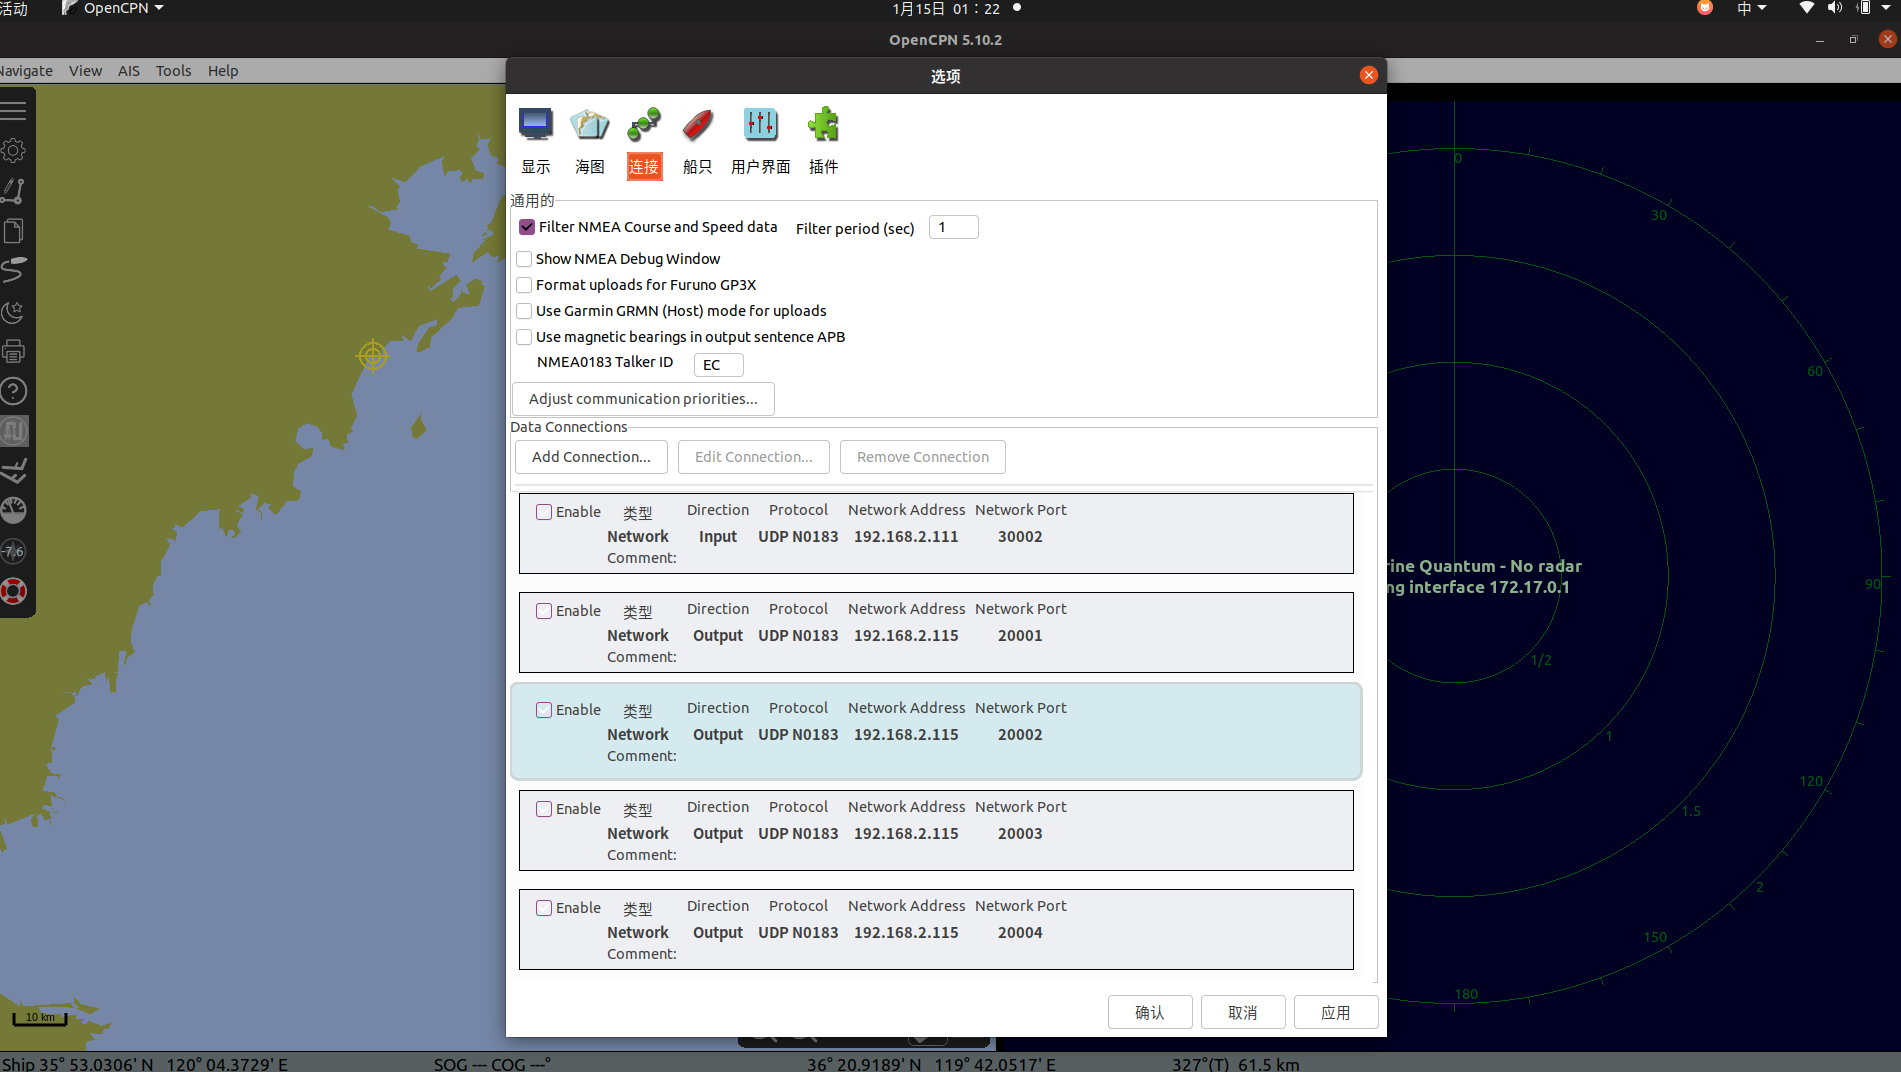 活动
OpenCPN
1月15日 01：22
中
OpenCPN 5.10.2
Navigate View AIS Tools Help
选项
显示 海图 连接 船只 用户界面 插件
通用的
Filter NMEA Course and Speed data Filter period (sec) 1
Show NMEA Debug Window
Format uploads for Furuno GP3X
Use Garmin GRMN (Host) mode for uploads
Use magnetic bearings in output sentence APB
NMEA0183 Talker ID EC
Adjust communication priorities...
Data Connections
Add Connection... Edit Connection... Remove Connection
Enable 类型 Direction Protocol Network Address Network Port
Network Input UDP N0183 192.168.2.111 30002
Comment:
Enable 类型 Direction Protocol Network Address Network Port
Network Output UDP N0183 192.168.2.115 20001
Comment:
Enable 类型 Direction Protocol Network Address Network Port
Network Output UDP N0183 192.168.2.115 20002
Comment:
Enable 类型 Direction Protocol Network Address Network Port
Network Output UDP N0183 192.168.2.115 20003
Comment:
Enable 类型 Direction Protocol Network Address Network Port
Network Output UDP N0183 192.168.2.115 20004
Comment:
确认 取消 应用
-7.6
10 km
0
30
60
90
120
150
180
1/2
1
1.5
2
rine Quantum - No radar
ng interface 172.17.0.1
Ship 35° 53.0306' N 120° 04.3729' E SOG --- COG ---° 36° 20.9189' N 119° 42.0517' E 327°(T) 61.5 km